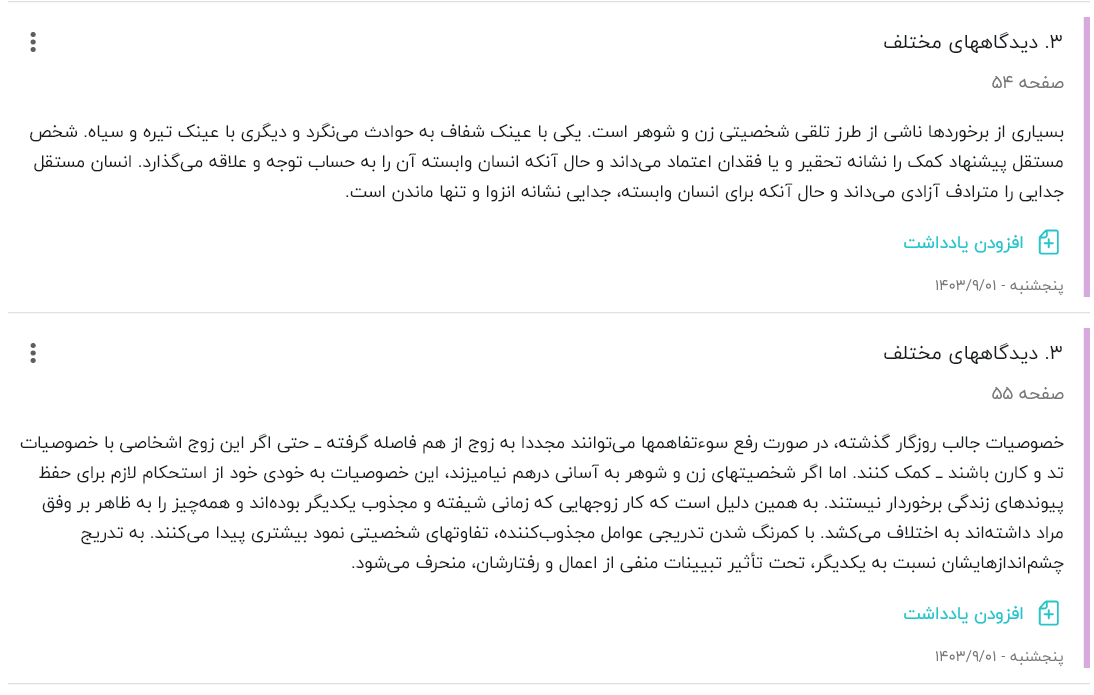 ۳. دیدگاههای مختلف
صفحه ۵۴
بسیاری از برخوردها ناشی از طرز تلقی شخصیتی زن و شوهر است. یکی با عینک شفاف به حوادث می‌نگرد و دیگری با عینک تیره و سیاه. شخص
مستقل پیشنهاد کمک را نشانه تحقیر و یا فقدان اعتماد می‌داند و حال آنکه انسان وابسته آن را به حساب توجه و علاقه می‌گذارد. انسان مستقل
جدایی را مترادف آزادی می‌داند و حال آنکه برای انسان وابسته، جدایی نشانه انزوا و تنها ماندن است.
افزودن یادداشت
پنجشنبه - ۱۴۰۳/۹/۰۱
۳. دیدگاههای مختلف
صفحه ۵۵
خصوصیات جالب روزگار گذشته، در صورت رفع سوءتفاهمها می‌توانند مجددا به زوج از هم فاصله گرفته ــ حتی اگر این زوج اشخاصی با خصوصیات
تد و کارن باشند ــ کمک کنند. اما اگر شخصیتهای زن و شوهر به آسانی درهم نیامیزند، این خصوصیات به خودی خود از استحکام لازم برای حفظ
پیوندهای زندگی برخوردار نیستند. به همین دلیل است که کار زوجهایی که زمانی شیفته و مجذوب یکدیگر بوده‌اند و همه‌چیز را به ظاهر بر وفق
مراد داشته‌اند به اختلاف می‌کشد. با کمرنگ شدن تدریجی عوامل مجذوب‌کننده، تفاوتهای شخصیتی نمود بیشتری پیدا می‌کنند. به تدریج
چشم‌اندازهایشان نسبت به یکدیگر، تحت تأثیر تبیینات منفی از اعمال و رفتارشان، منحرف می‌شود.
افزودن یادداشت
پنجشنبه - ۱۴۰۳/۹/۰۱